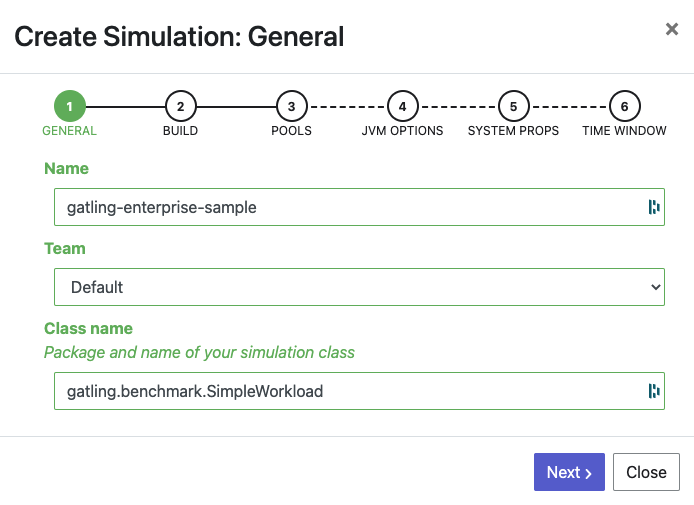 Create Simulation: General
×
1 2 3 4 5 6
GENERAL BUILD POOLS JVM OPTIONS SYSTEM PROPS TIME WINDOW
Name
gatling-enterprise-sample
Team
Default
Class name
Package and name of your simulation class
gatling.benchmark.SimpleWorkload
Next › Close